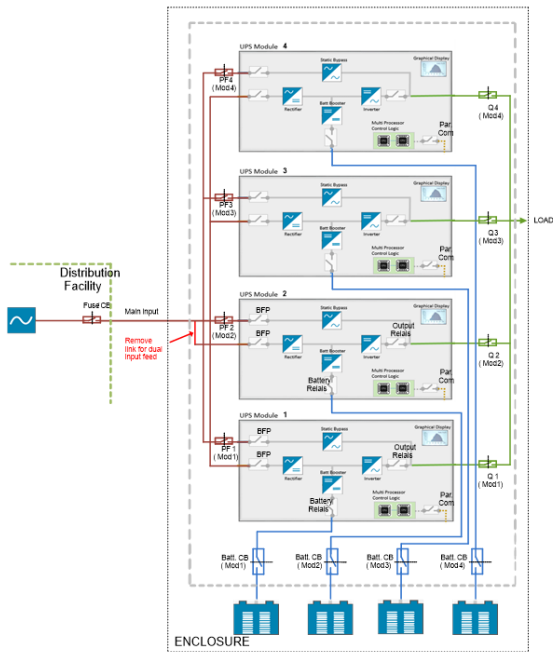 UPS Module 4
Static Bypass
Graphical Display
PF4
( Mod4)
Rectifier
Batt Booster
Inverter
Multi Processor
Control Logic
Par.
Com
Q4
( Mod4)
UPS Module 3
Static Bypass
Graphical Display
PF3
( Mod3)
Rectifier
Batt Booster
Inverter
Multi Processor
Control Logic
Par.
Com
Q3
( Mod3)
LOAD
Distribution
Facility
Fuse CB
Main Input
Remove
link for dual
input feed
UPS Module 2
Static Bypass
Graphical Display
PF 2
( Mod2)
BFP
BFP
Output
Relais
Rectifier
Batt Booster
Inverter
Battery
Relais
Multi Processor
Control Logic
Par.
Com
Q 2
( Mod2)
UPS Module 1
Static Bypass
Graphical Display
PF 1
( Mod1)
BFP
BFP
Output
Relais
Rectifier
Batt Booster
Inverter
Battery
Relais
Multi Processor
Control Logic
Par.
Com
Q 1
( Mod1)
Batt. CB
( Mod1)
Batt. CB
( Mod2)
Batt. CB
( Mod3)
Batt. CB
( Mod4)
ENCLOSURE